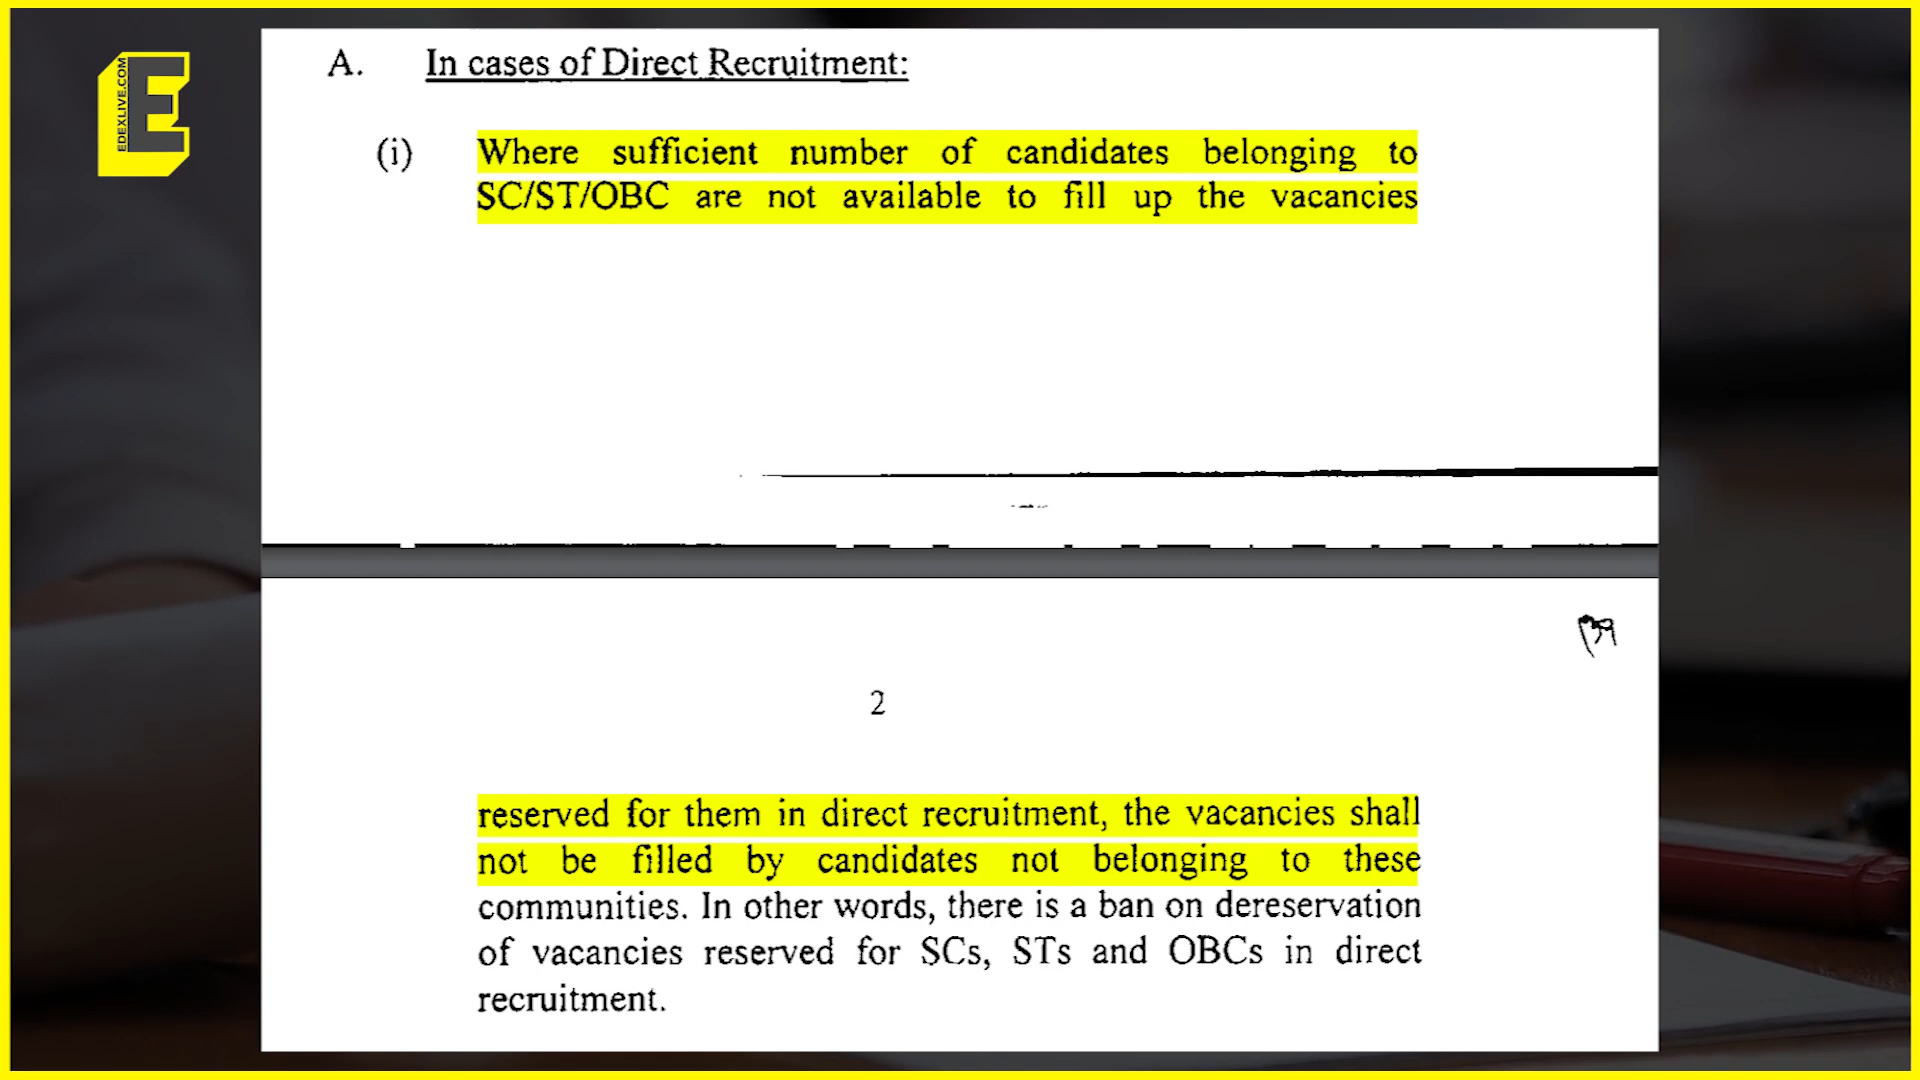 EDEXLIVE.COM
E
A. In cases of Direct Recruitment:
(i) Where sufficient number of candidates belonging to
SC/ST/OBC are not available to fill up the vacancies
2
reserved for them in direct recruitment, the vacancies shall
not be filled by candidates not belonging to these
communities. In other words, there is a ban on dereservation
of vacancies reserved for SCs, STs and OBCs in direct
recruitment.